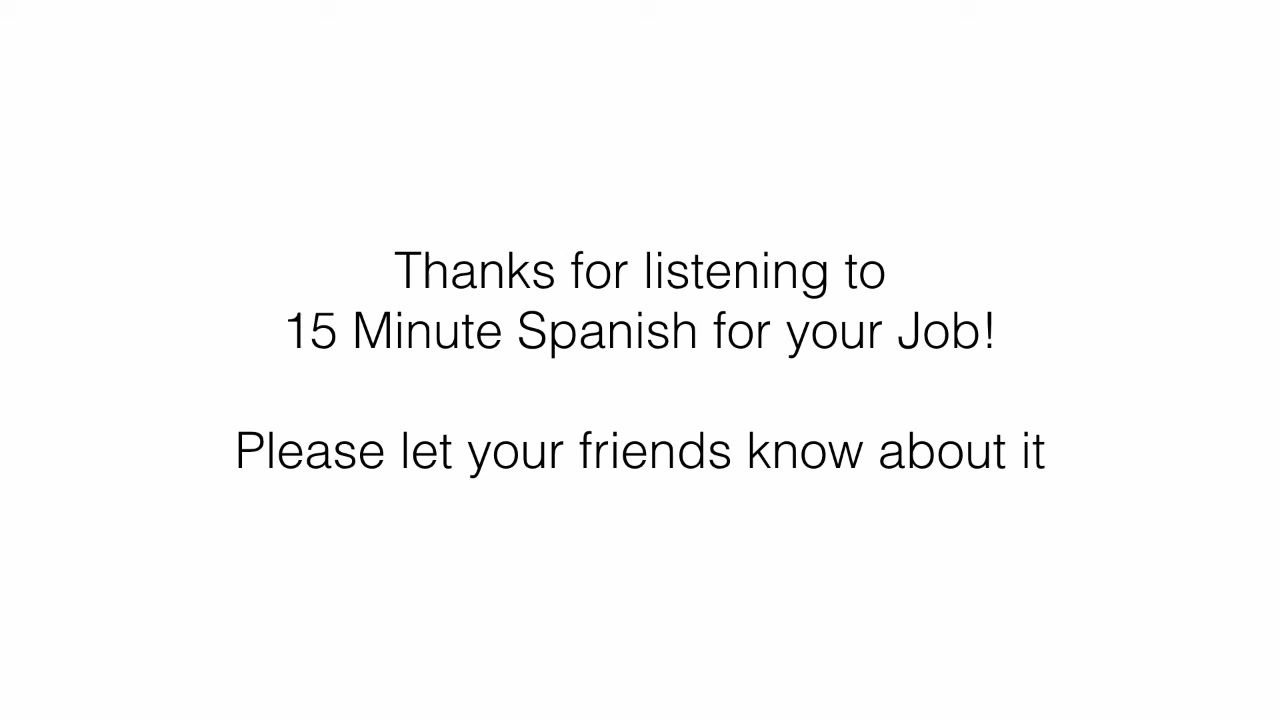 Thanks for listening to
15 Minute Spanish for your Job!
Please let your friends know about it